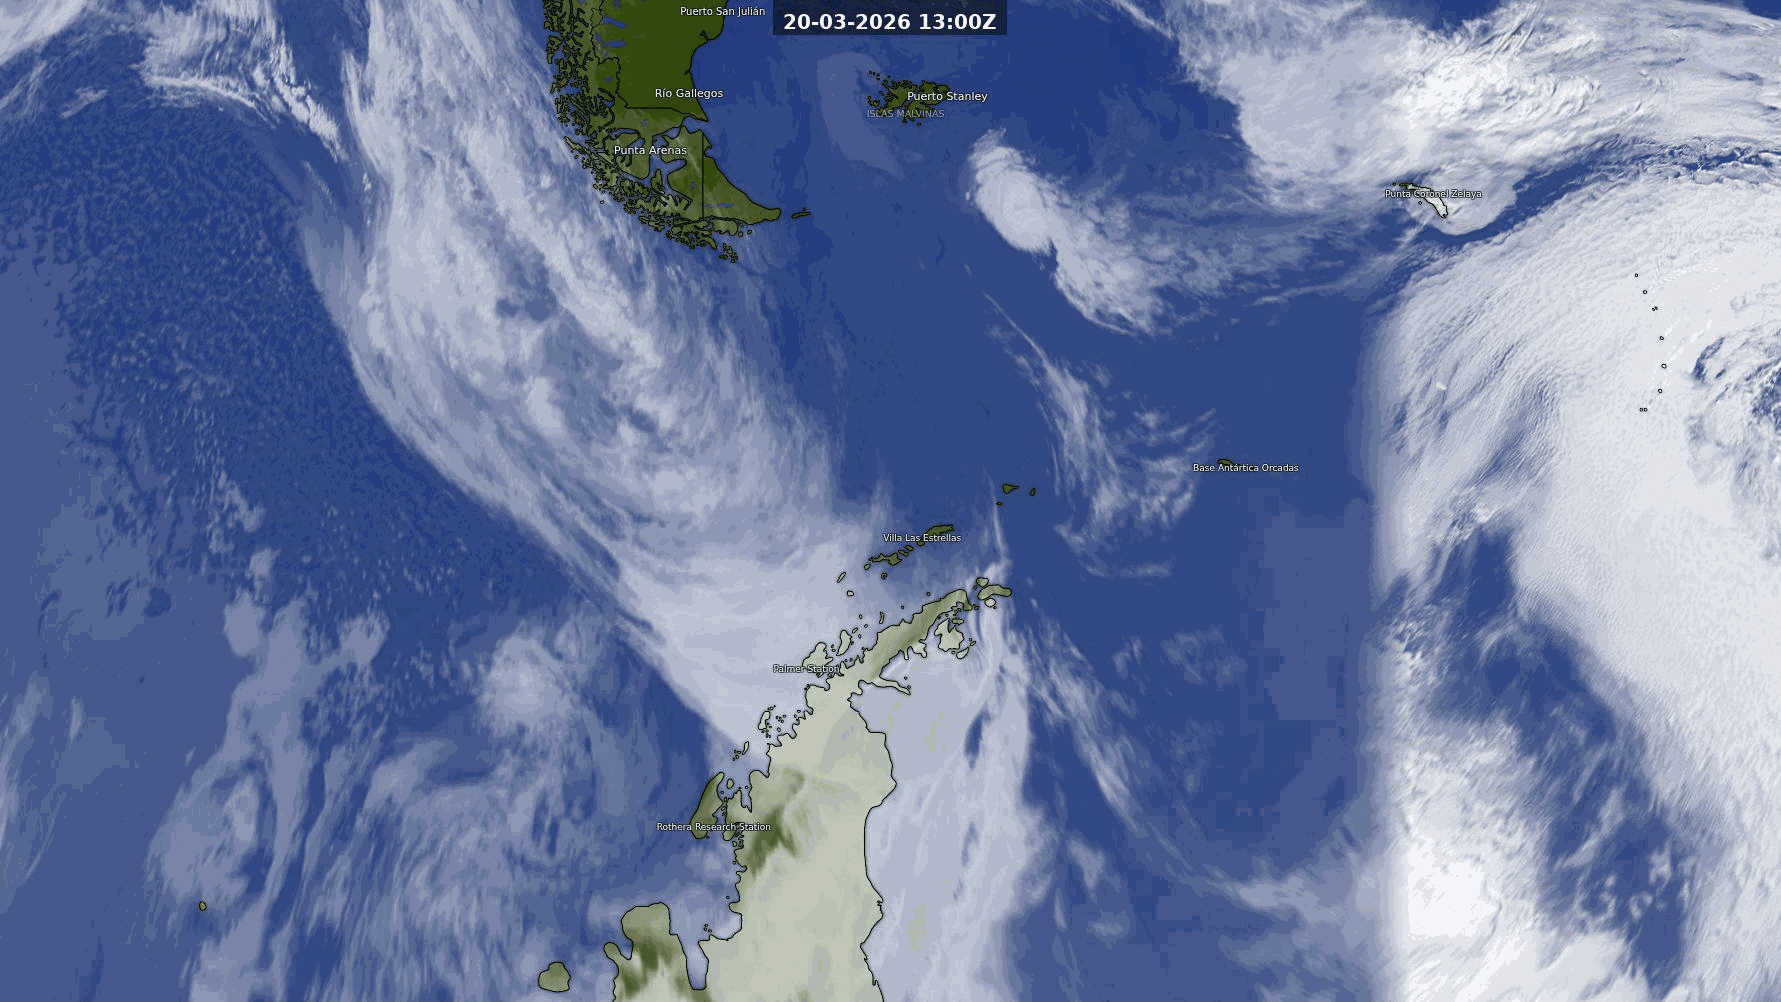 Puerto San Julián
20-03-2026 13:00Z
Río Gallegos
Puerto Stanley
ISLAS MALVINAS
Punta Arenas
Punta Coronel Zelaya
Base Antártica Orcadas
Villa Las Estrellas
Palmer Station
Rothera Research Station